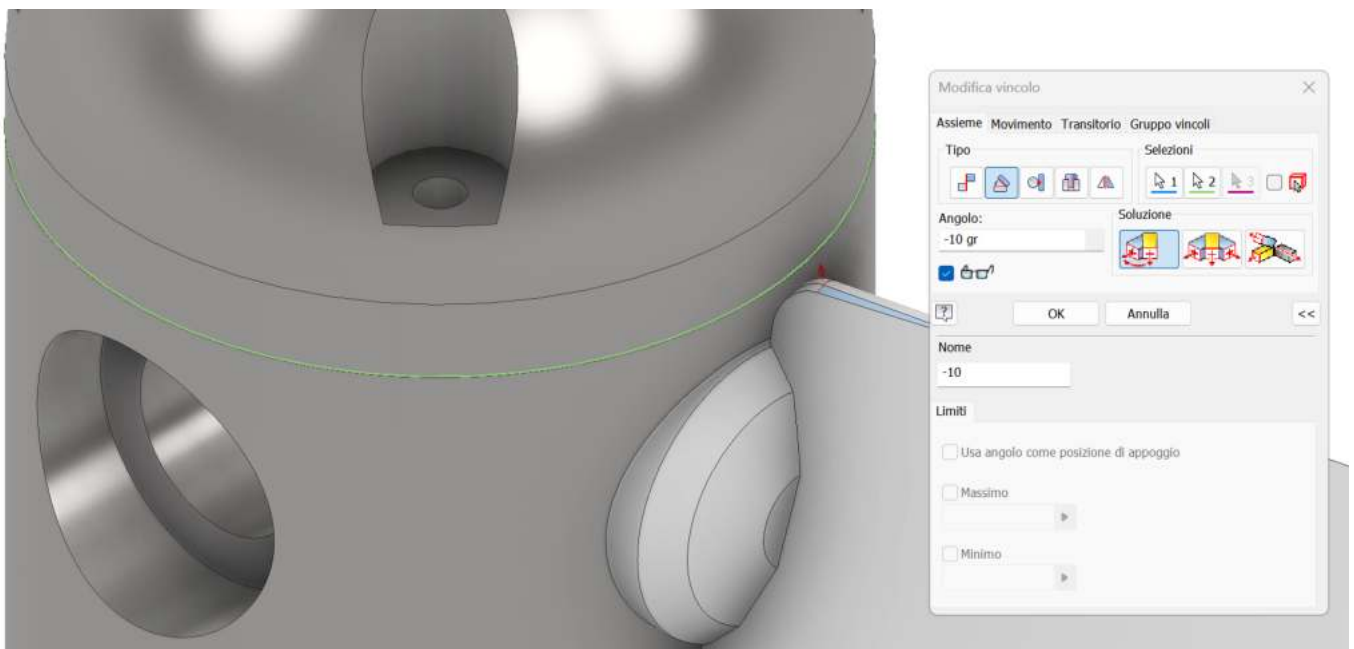 Modifica vincolo
Assieme Movimento Transitorio Gruppo vincoli
Tipo
Selezioni
1 2 3
Angolo:
-10 gr
Soluzione
?
OK
Annulla
<<
Nome
-10
Limiti
Usa angolo come posizione di appoggio
Massimo
Minimo